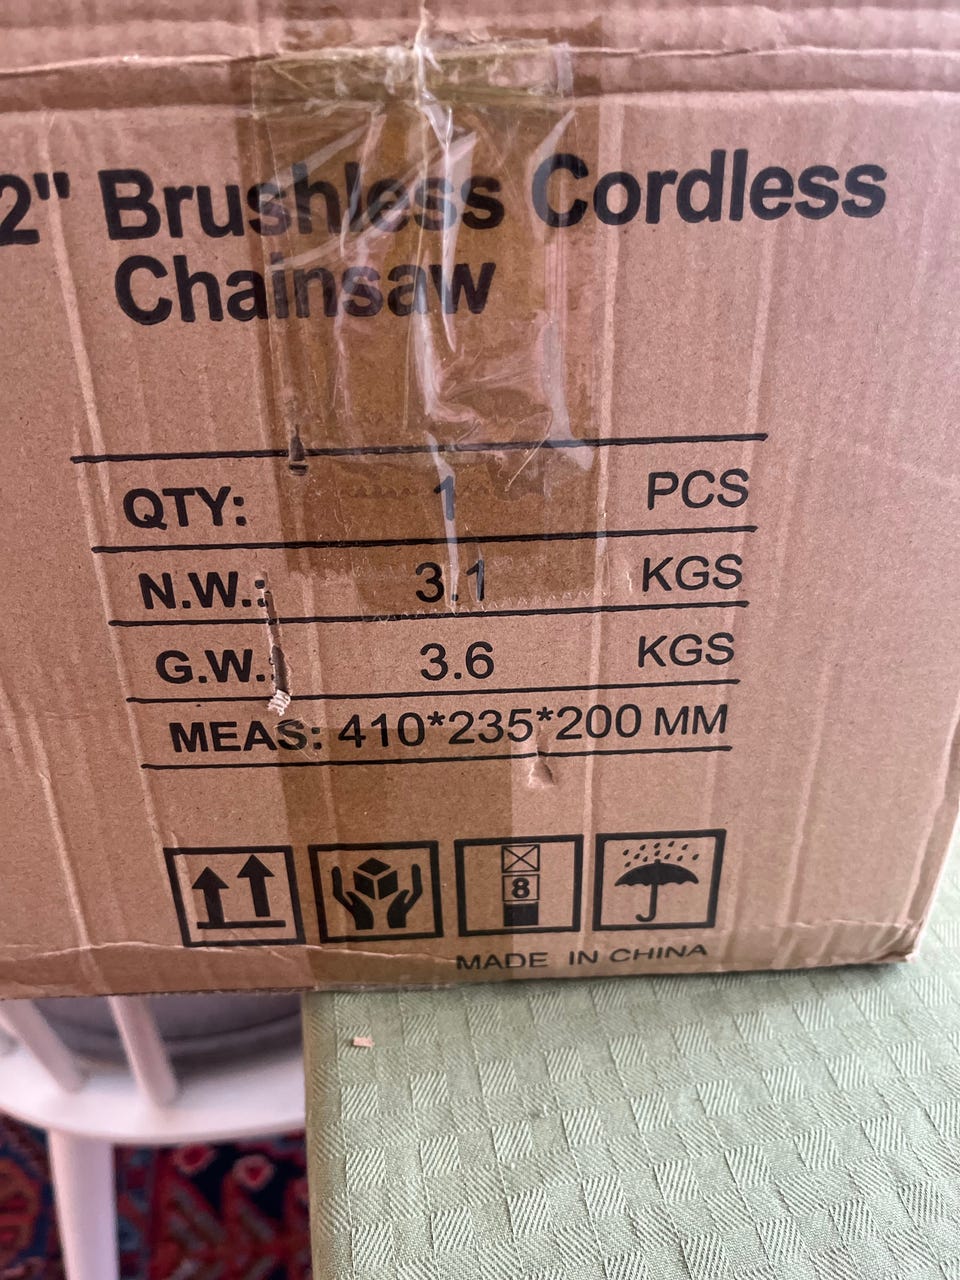 2" Brushless Cordless
Chainsaw
QTY: 1 PCS
N.W.: 3.1 KGS
G.W.: 3.6 KGS
MEAS: 410*235*200 MM
8
MADE IN CHINA